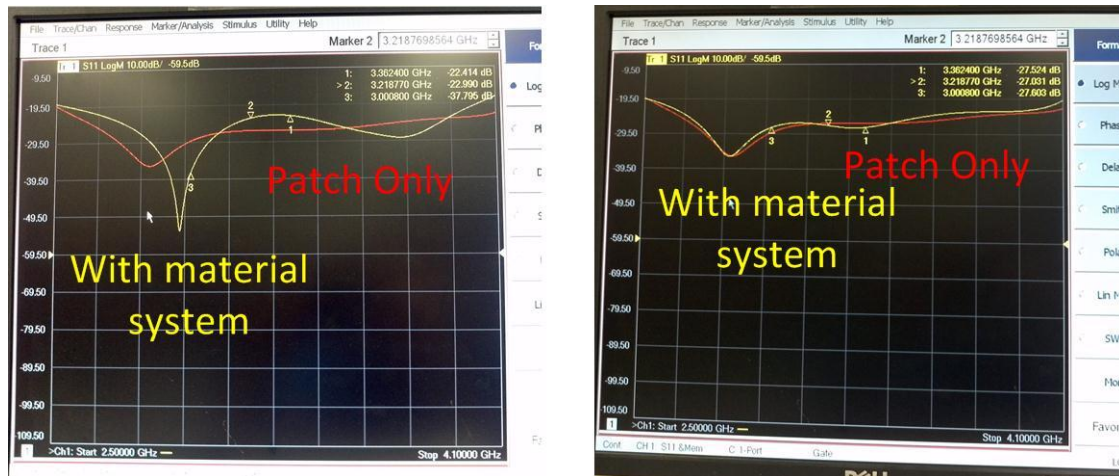 File Trace/Chan Response Marker/Analysis Stimulus Utility Help
Trace 1
Marker 2 3.2187698564 GHz
Tr 1 S11 LogM 10.00dB/ -59.5dB
1: 3.362400 GHz -22.414 dB
> 2: 3.218770 GHz -22.990 dB
3: 3.000800 GHz -37.795 dB
-9.50
-19.50
-29.50
-39.50
-49.50
-59.50
-69.50
-79.50
-89.50
-99.50
-109.50
2
1
3
Patch Only
With material
system
1
>Ch1: Start 2.50000 GHz
Stop 4.10000 GHz
File Trace/Chan Response Marker/Analysis Stimulus Utility Help
Trace 1
Marker 2 3.2187698564 GHz
Form
Tr 1 S11 LogM 10.00dB/ -59.5dB
1: 3.362400 GHz -27.524 dB
> 2: 3.218770 GHz -27.031 dB
3: 3.000800 GHz -27.603 dB
-9.50
-19.50
-29.50
-39.50
-49.50
-59.50
-69.50
-79.50
-89.50
-99.50
-109.50
2
3
1
Patch Only
With material
system
Log M
Phas
Dela
Smit
Pola
Lin M
SW
Favor
1
>Ch1: Start 2.50000 GHz
Stop 4.10000 GHz
Cont CH 1 S11 &Mem C 1-Port Gate